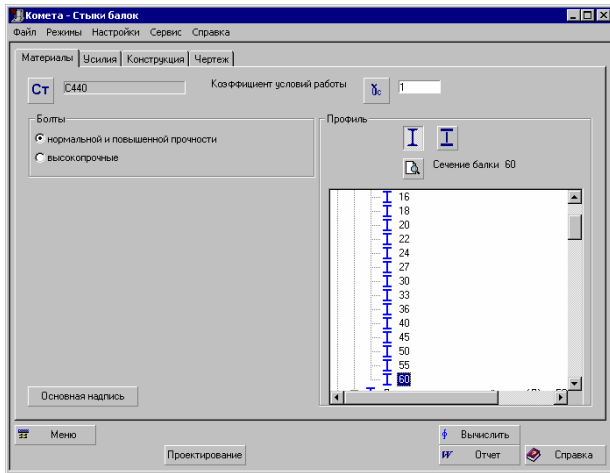 Комета - Стыки балок
Файл Режимы Настройки Сервис Справка
Материалы Усилия Конструкция Чертеж
Ст С440 Коэффициент условий работы γc 1
Болты
нормальной и повышенной прочности
высокопрочные
Профиль
Сечение балки 60
16
18
20
22
24
27
30
33
36
40
45
50
55
60
Основная надпись
Меню
Проектирование
Вычислить
W Отчет
Справка